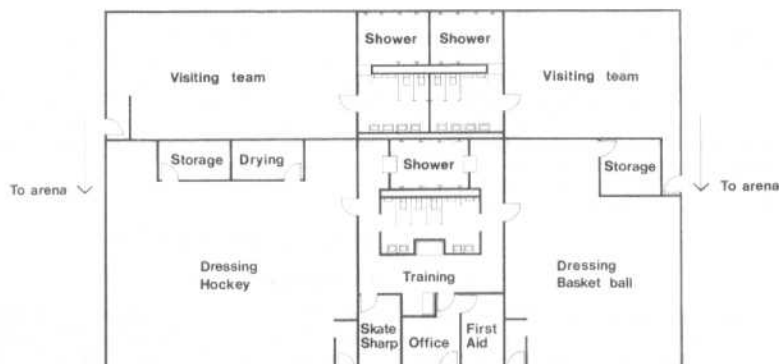 Shower Shower
Visiting team Visiting team
Storage Drying Shower Storage
To arena To arena
Dressing
Hockey
Training
Dressing
Basket ball
Skate
Sharp
Office
First
Aid